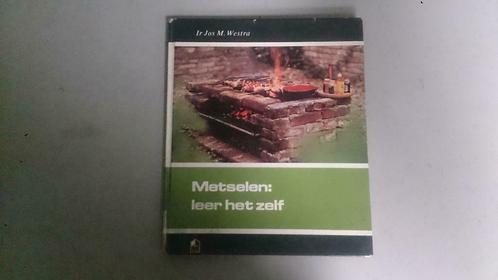 Ir Jos M. Westra
Metselen:
leer het zelf